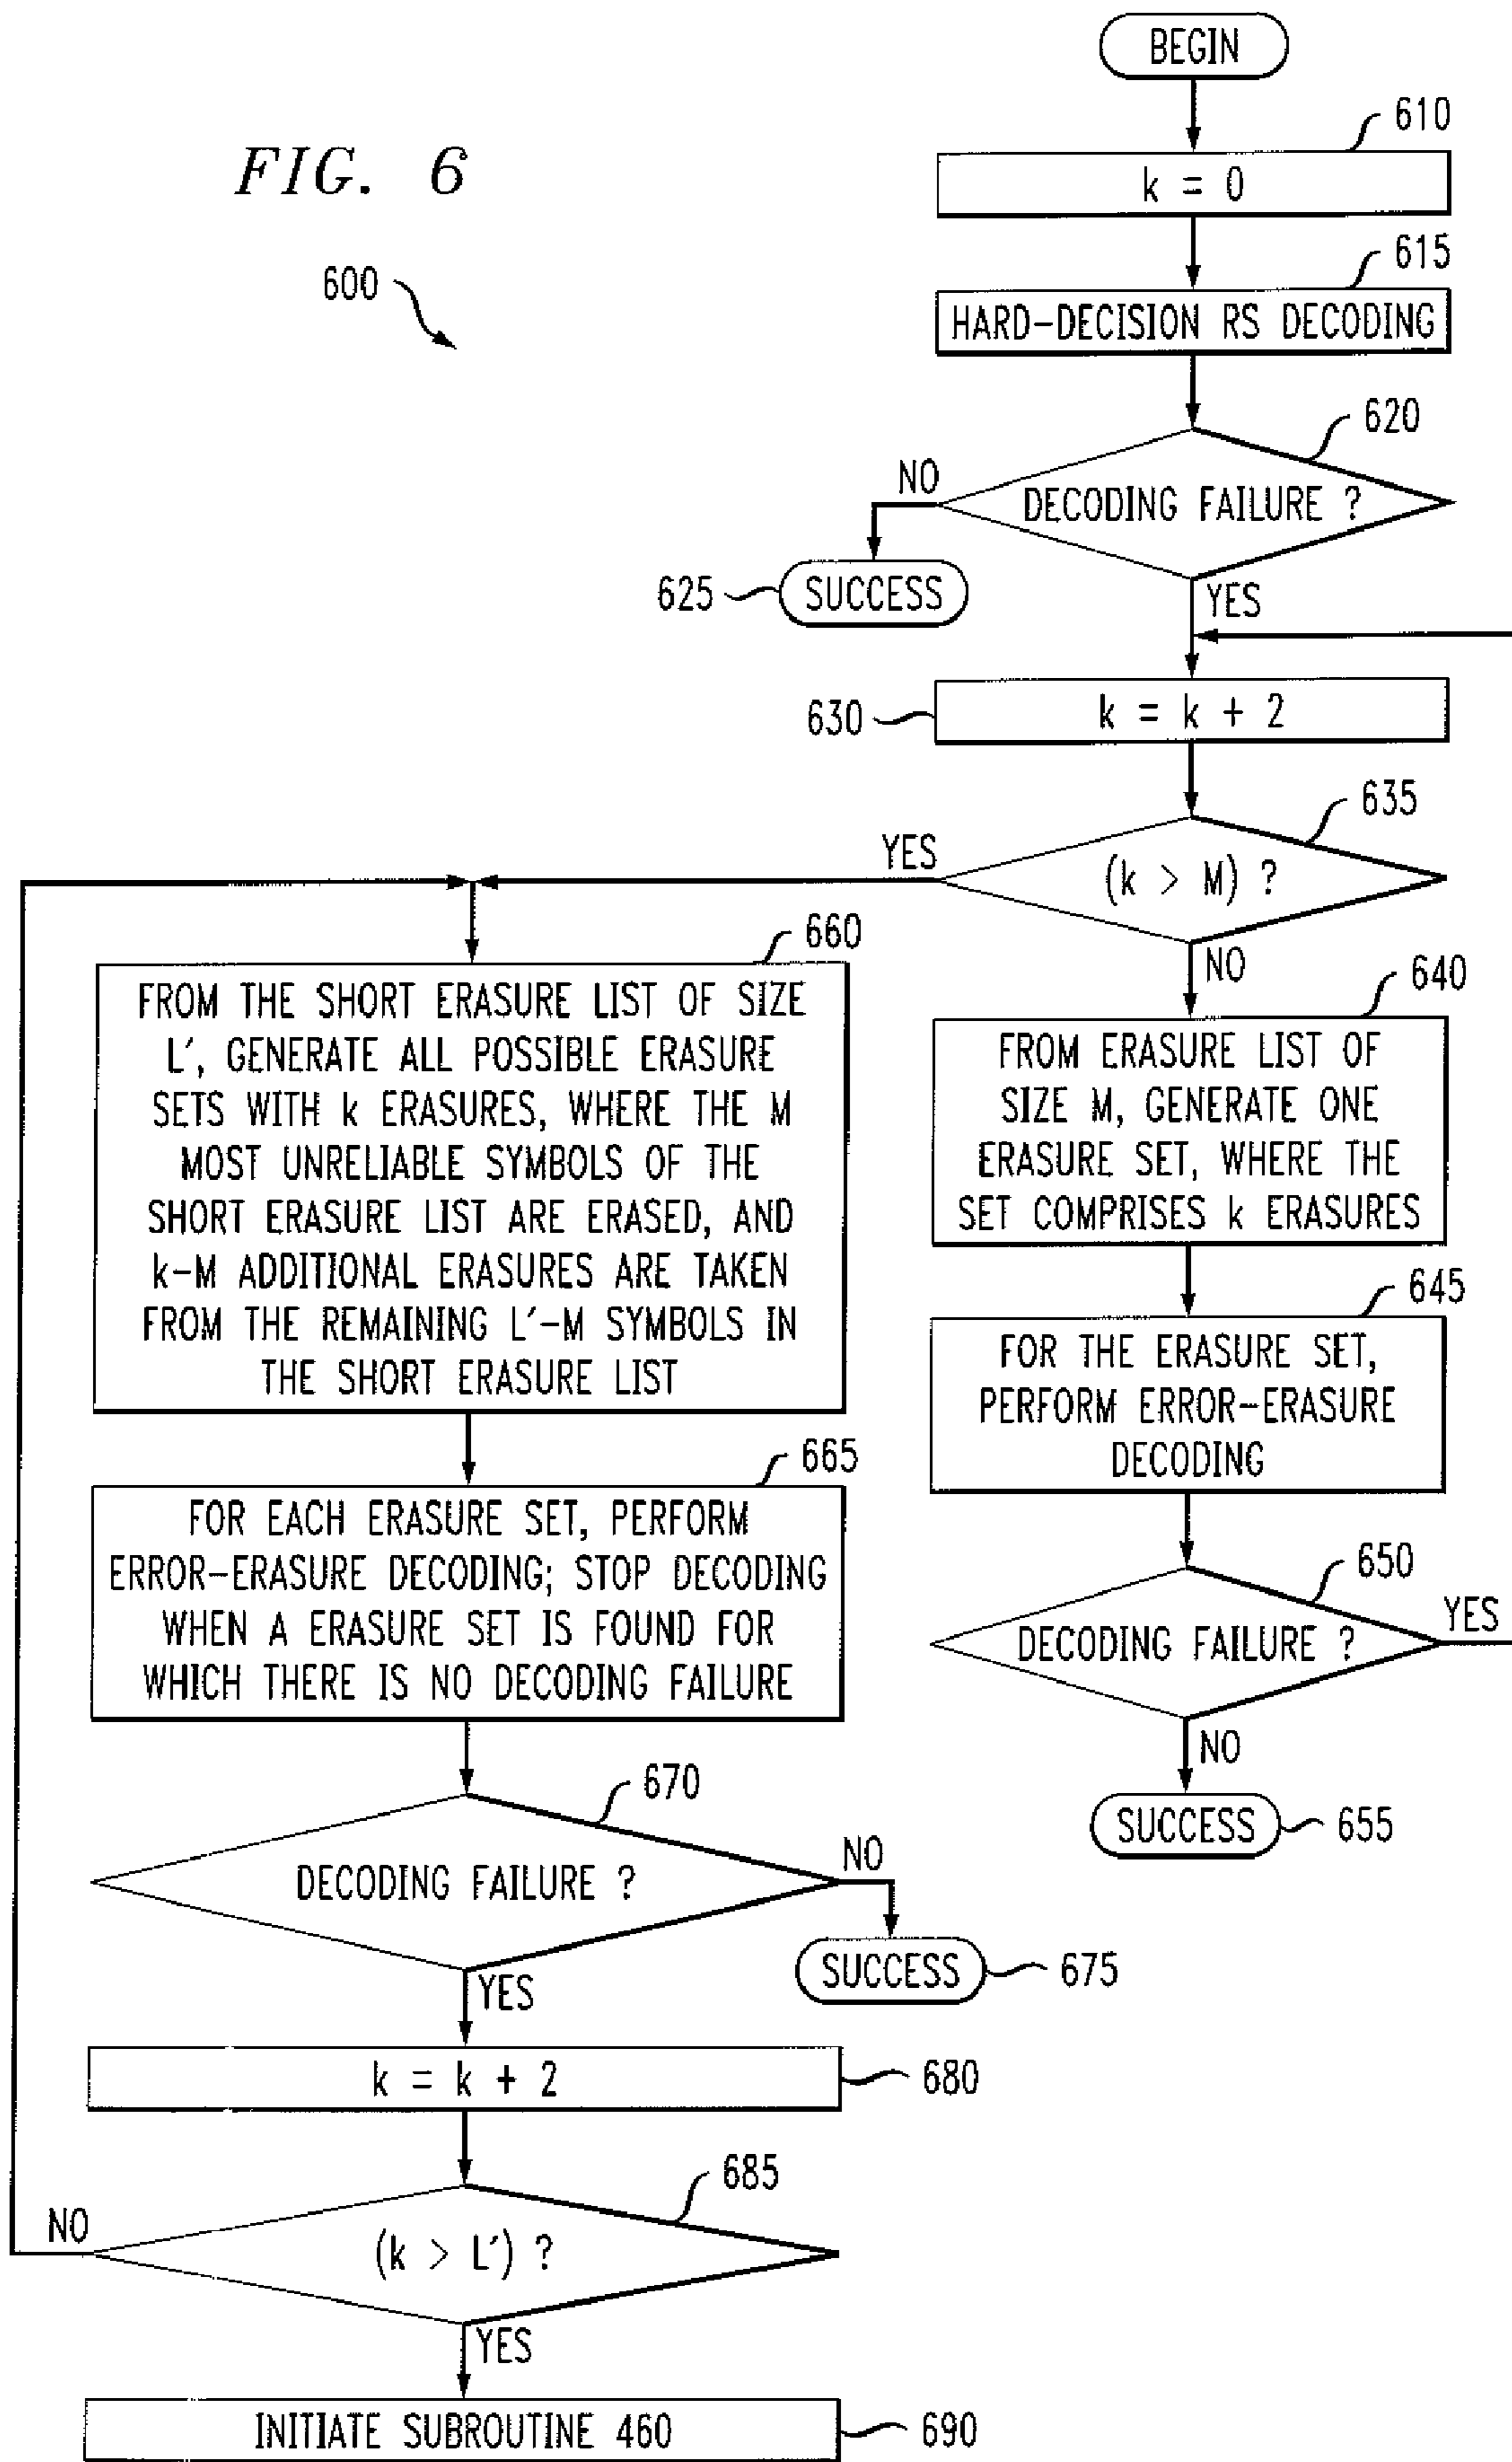 FIG. 6
600
BEGIN
610
k = 0
615
HARD-DECISION RS DECODING
620
DECODING FAILURE ?
NO
625
SUCCESS
YES
630
k = k + 2
635
(k > M) ?
YES
NO
640
FROM ERASURE LIST OF
SIZE M, GENERATE ONE
ERASURE SET, WHERE THE
SET COMPRISES k ERASURES
645
FOR THE ERASURE SET,
PERFORM ERROR-ERASURE
DECODING
650
DECODING FAILURE ?
YES
NO
SUCCESS
655
660
FROM THE SHORT ERASURE LIST OF SIZE
L', GENERATE ALL POSSIBLE ERASURE
SETS WITH k ERASURES, WHERE THE M
MOST UNRELIABLE SYMBOLS OF THE
SHORT ERASURE LIST ARE ERASED, AND
k-M ADDITIONAL ERASURES ARE TAKEN
FROM THE REMAINING L'-M SYMBOLS IN
THE SHORT ERASURE LIST
665
FOR EACH ERASURE SET, PERFORM
ERROR-ERASURE DECODING; STOP DECODING
WHEN A ERASURE SET IS FOUND FOR
WHICH THERE IS NO DECODING FAILURE
670
DECODING FAILURE ?
NO
SUCCESS
675
YES
k = k + 2
680
685
(k > L') ?
NO
YES
INITIATE SUBROUTINE 460
690